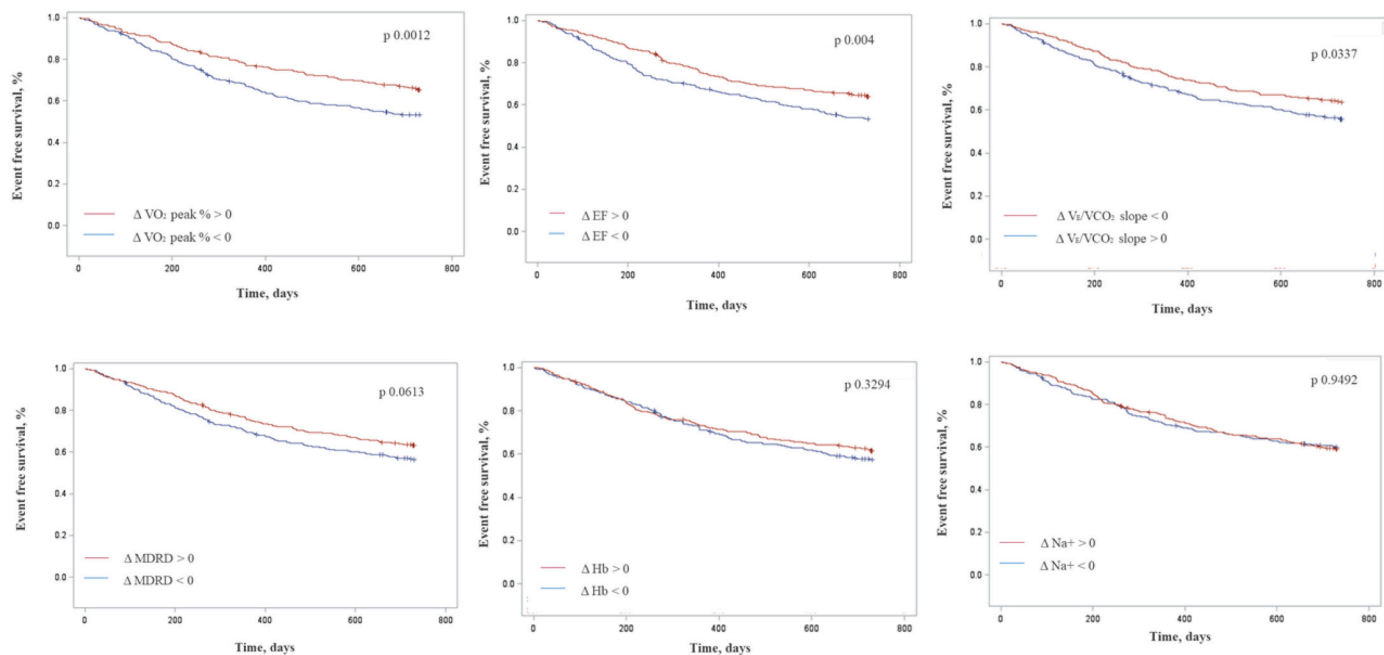 Event free survival, %
1.0
0.8
0.6
0.4
0.2
0.0
p 0.0012
Δ VO₂ peak % > 0
Δ VO₂ peak % < 0
0
200
400
600
800
Time, days
Event free survival, %
1.0
0.8
0.6
0.4
0.2
0.0
p 0.004
Δ EF > 0
Δ EF < 0
0
200
400
600
800
Time, days
Event free survival, %
1.0
0.8
0.6
0.4
0.2
0.0
p 0.0337
Δ VE/VCO₂ slope < 0
Δ VE/VCO₂ slope > 0
0
200
400
600
800
Time, days
Event free survival, %
1.0
0.8
0.6
0.4
0.2
0.0
p 0.0613
Δ MDRD > 0
Δ MDRD < 0
0
200
400
600
800
Time, days
Event free survival, %
1.0
0.8
0.6
0.4
0.2
0.0
p 0.3294
Δ Hb > 0
Δ Hb < 0
0
200
400
600
800
Time, days
Event free survival, %
1.0
0.8
0.6
0.4
0.2
0.0
p 0.9492
Δ Na+ > 0
Δ Na+ < 0
0
200
400
600
800
Time, days